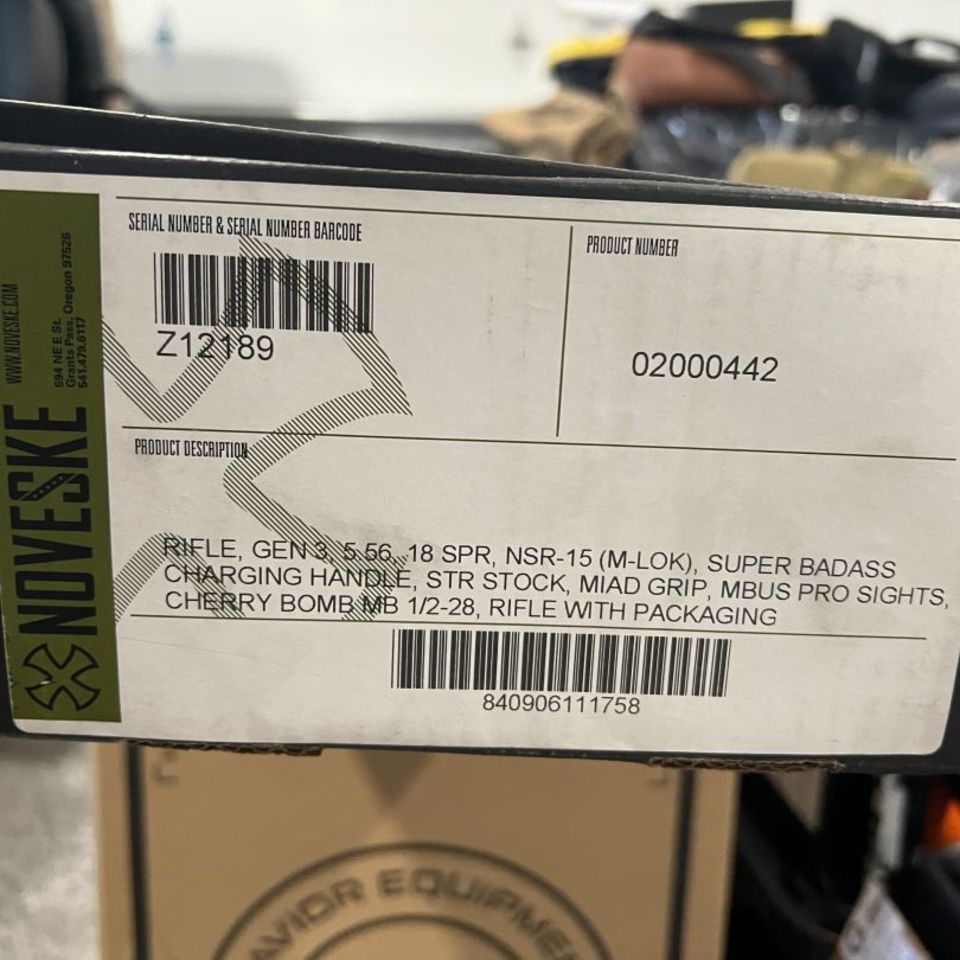 WWW.NOVESKE.COM
594 NE E St.
Grants Pass, Oregon 97526
541.479.6117
NOVESKE
SERIAL NUMBER & SERIAL NUMBER BARCODE
Z12189
PRODUCT NUMBER
02000442
PRODUCT DESCRIPTION
RIFLE, GEN 3, 5.56, 18 SPR, NSR-15 (M-LOK), SUPER BADASS
CHARGING HANDLE, STR STOCK, MIAD GRIP, MBUS PRO SIGHTS,
CHERRY BOMB MB 1/2-28, RIFLE WITH PACKAGING
840906111758